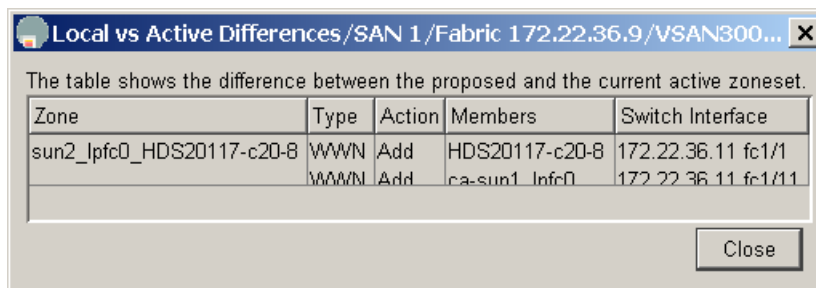 Local vs Active Differences/SAN 1/Fabric 172.22.36.9/VSAN300...
The table shows the difference between the proposed and the current active zoneset.
Zone Type Action Members Switch Interface
sun2_lpfc0_HDS20117-c20-8 WWN Add HDS20117-c20-8 172.22.36.11 fc1/1
WWN Add ca-sun1_lpfc0 172.22.36.11 fc1/11
Close